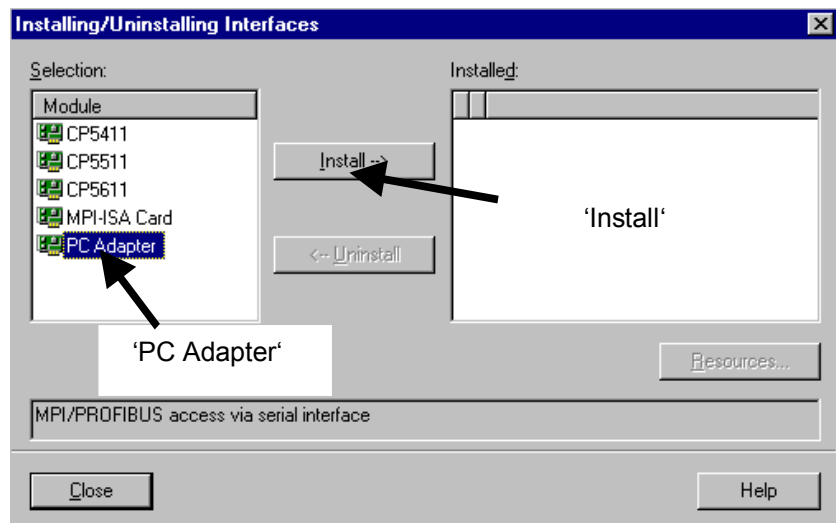 Installing/Uninstalling Interfaces
Selection:
Installed:
Module
CP5411
CP5511
CP5611
MPI-ISA Card
PC Adapter
Install -->
<-- Uninstall
‘Install‘
‘PC Adapter‘
Resources...
MPI/PROFIBUS access via serial interface
Close
Help